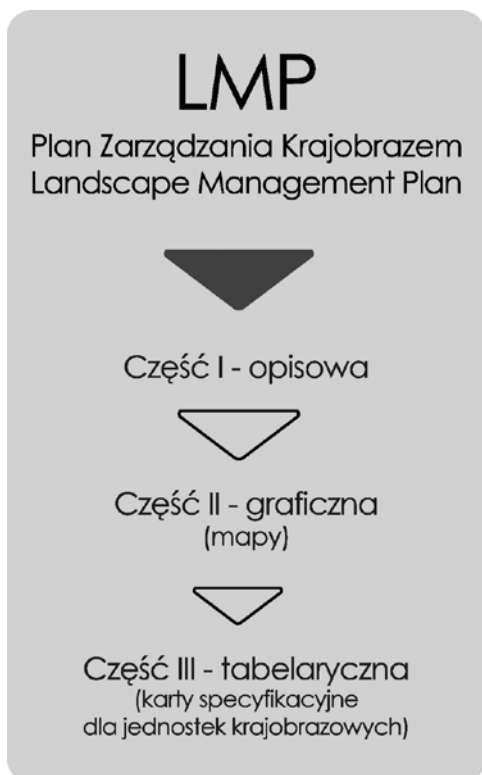 LMP
Plan Zarządzania Krajobrazem
Landscape Management Plan
Część I - opisowa
Część II - graficzna
(mapy)
Część III - tabelaryczna
(karty specyfikacyjne
dla jednostek krajobrazowych)